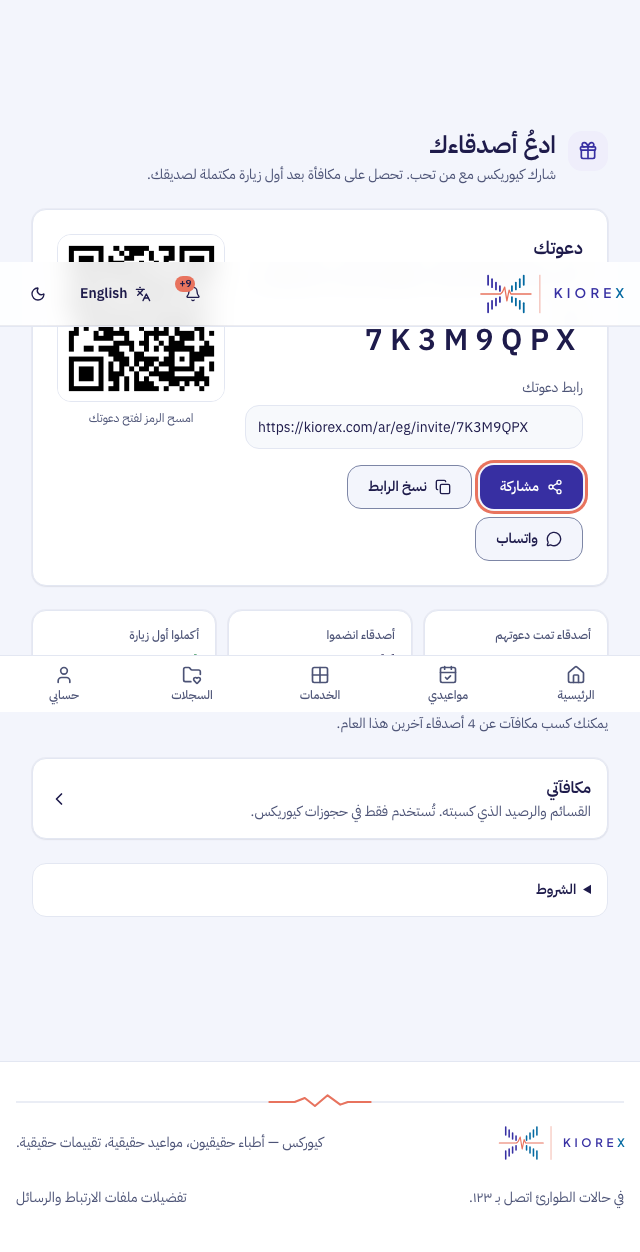 ادعُ أصدقاءك
شارك كيوريكس مع من تحب. تحصل على مكافأة بعد أول زيارة مكتملة لصديقك.
دعوتك
KIOREX
+9
English
7K3M9QPX
رابط دعوتك
https://kiorex.com/ar/eg/invite/7K3M9QPX
امسح الرمز لفتح دعوتك
مشاركة
نسخ الرابط
واتساب
أصدقاء تمت دعوتهم
أصدقاء انضموا
أكملوا أول زيارة
الرئيسية
مواعيدي
الخدمات
السجلات
حسابي
يمكنك كسب مكافآت عن 4 أصدقاء آخرين هذا العام.
مكافآتي
القسائم والرصيد الذي كسبته. تُستخدم فقط في حجوزات كيوريكس.
الشروط
KIOREX
كيوركس — أطباء حقيقيون، مواعيد حقيقية، تقييمات حقيقية.
في حالات الطوارئ اتصل بـ ١٢٣.
تفضيلات ملفات الارتباط والرسائل